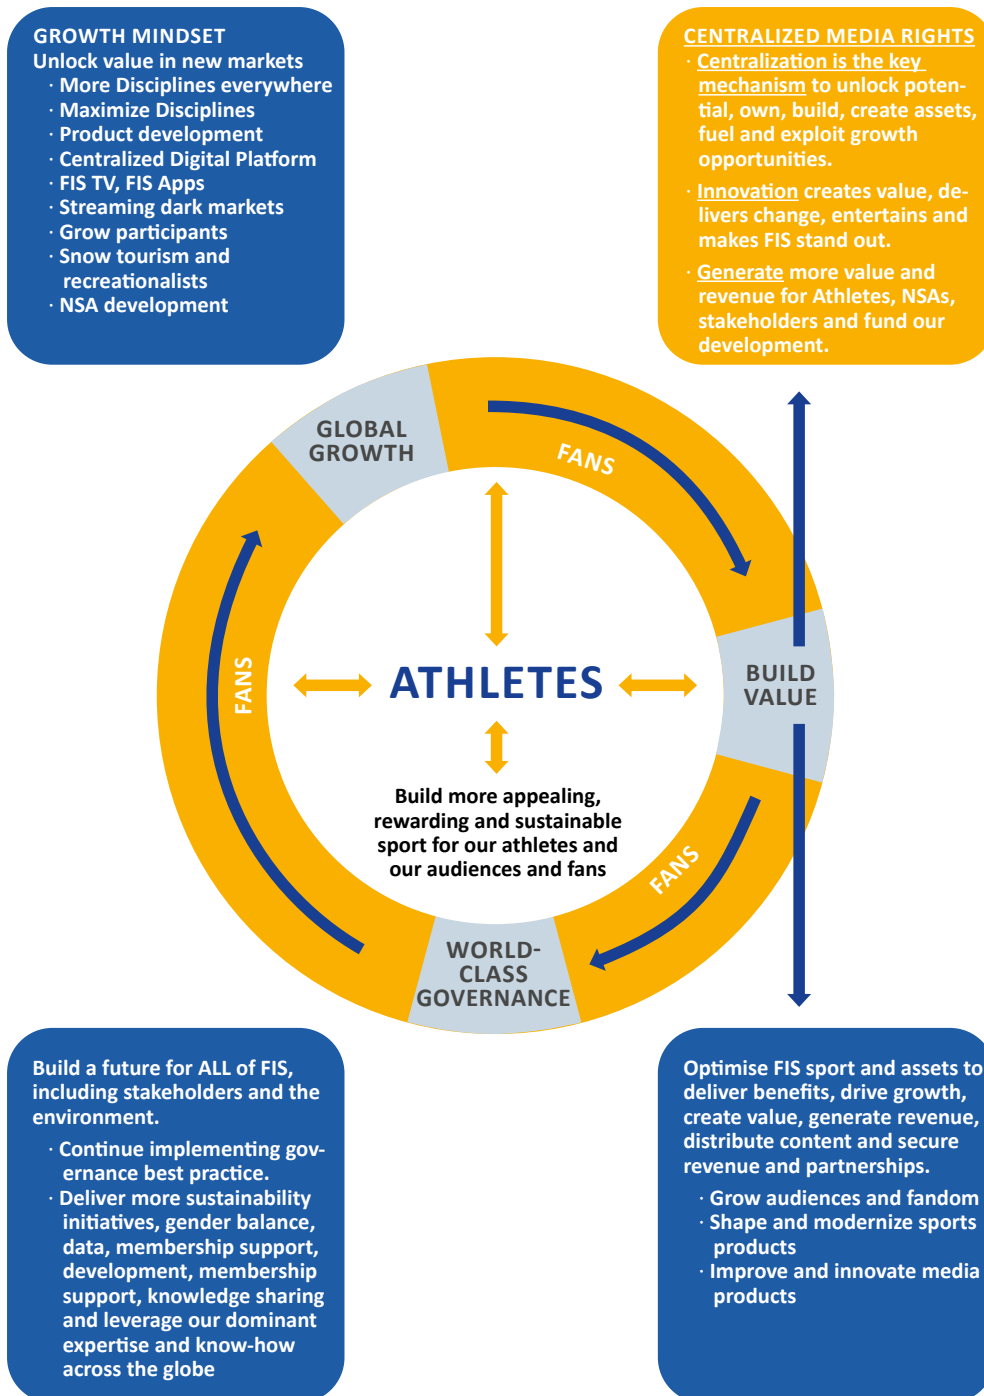 GROWTH MINDSET
Unlock value in new markets
· More Disciplines everywhere
· Maximize Disciplines
· Product development
· Centralized Digital Platform
· FIS TV, FIS Apps
· Streaming dark markets
· Grow participants
· Snow tourism and
recreationalists
· NSA development
CENTRALIZED MEDIA RIGHTS
· Centralization is the key
mechanism to unlock poten-
tial, own, build, create assets,
fuel and exploit growth
opportunities.
· Innovation creates value, de-
livers change, entertains and
makes FIS stand out.
· Generate more value and
revenue for Athletes, NSAs,
stakeholders and fund our
development.
GLOBAL
GROWTH
FANS
FANS
ATHLETES
BUILD
VALUE
Build more appealing,
rewarding and sustainable
sport for our athletes and
our audiences and fans
FANS
WORLD-
CLASS
GOVERNANCE
Build a future for ALL of FIS,
including stakeholders and the
environment.
· Continue implementing gov-
ernance best practice.
· Deliver more sustainability
initiatives, gender balance,
data, membership support,
development, membership
support, knowledge sharing
and leverage our dominant
expertise and know-how
across the globe
Optimise FIS sport and assets to
deliver benefits, drive growth,
create value, generate revenue,
distribute content and secure
revenue and partnerships.
· Grow audiences and fandom
· Shape and modernize sports
products
· Improve and innovate media
products